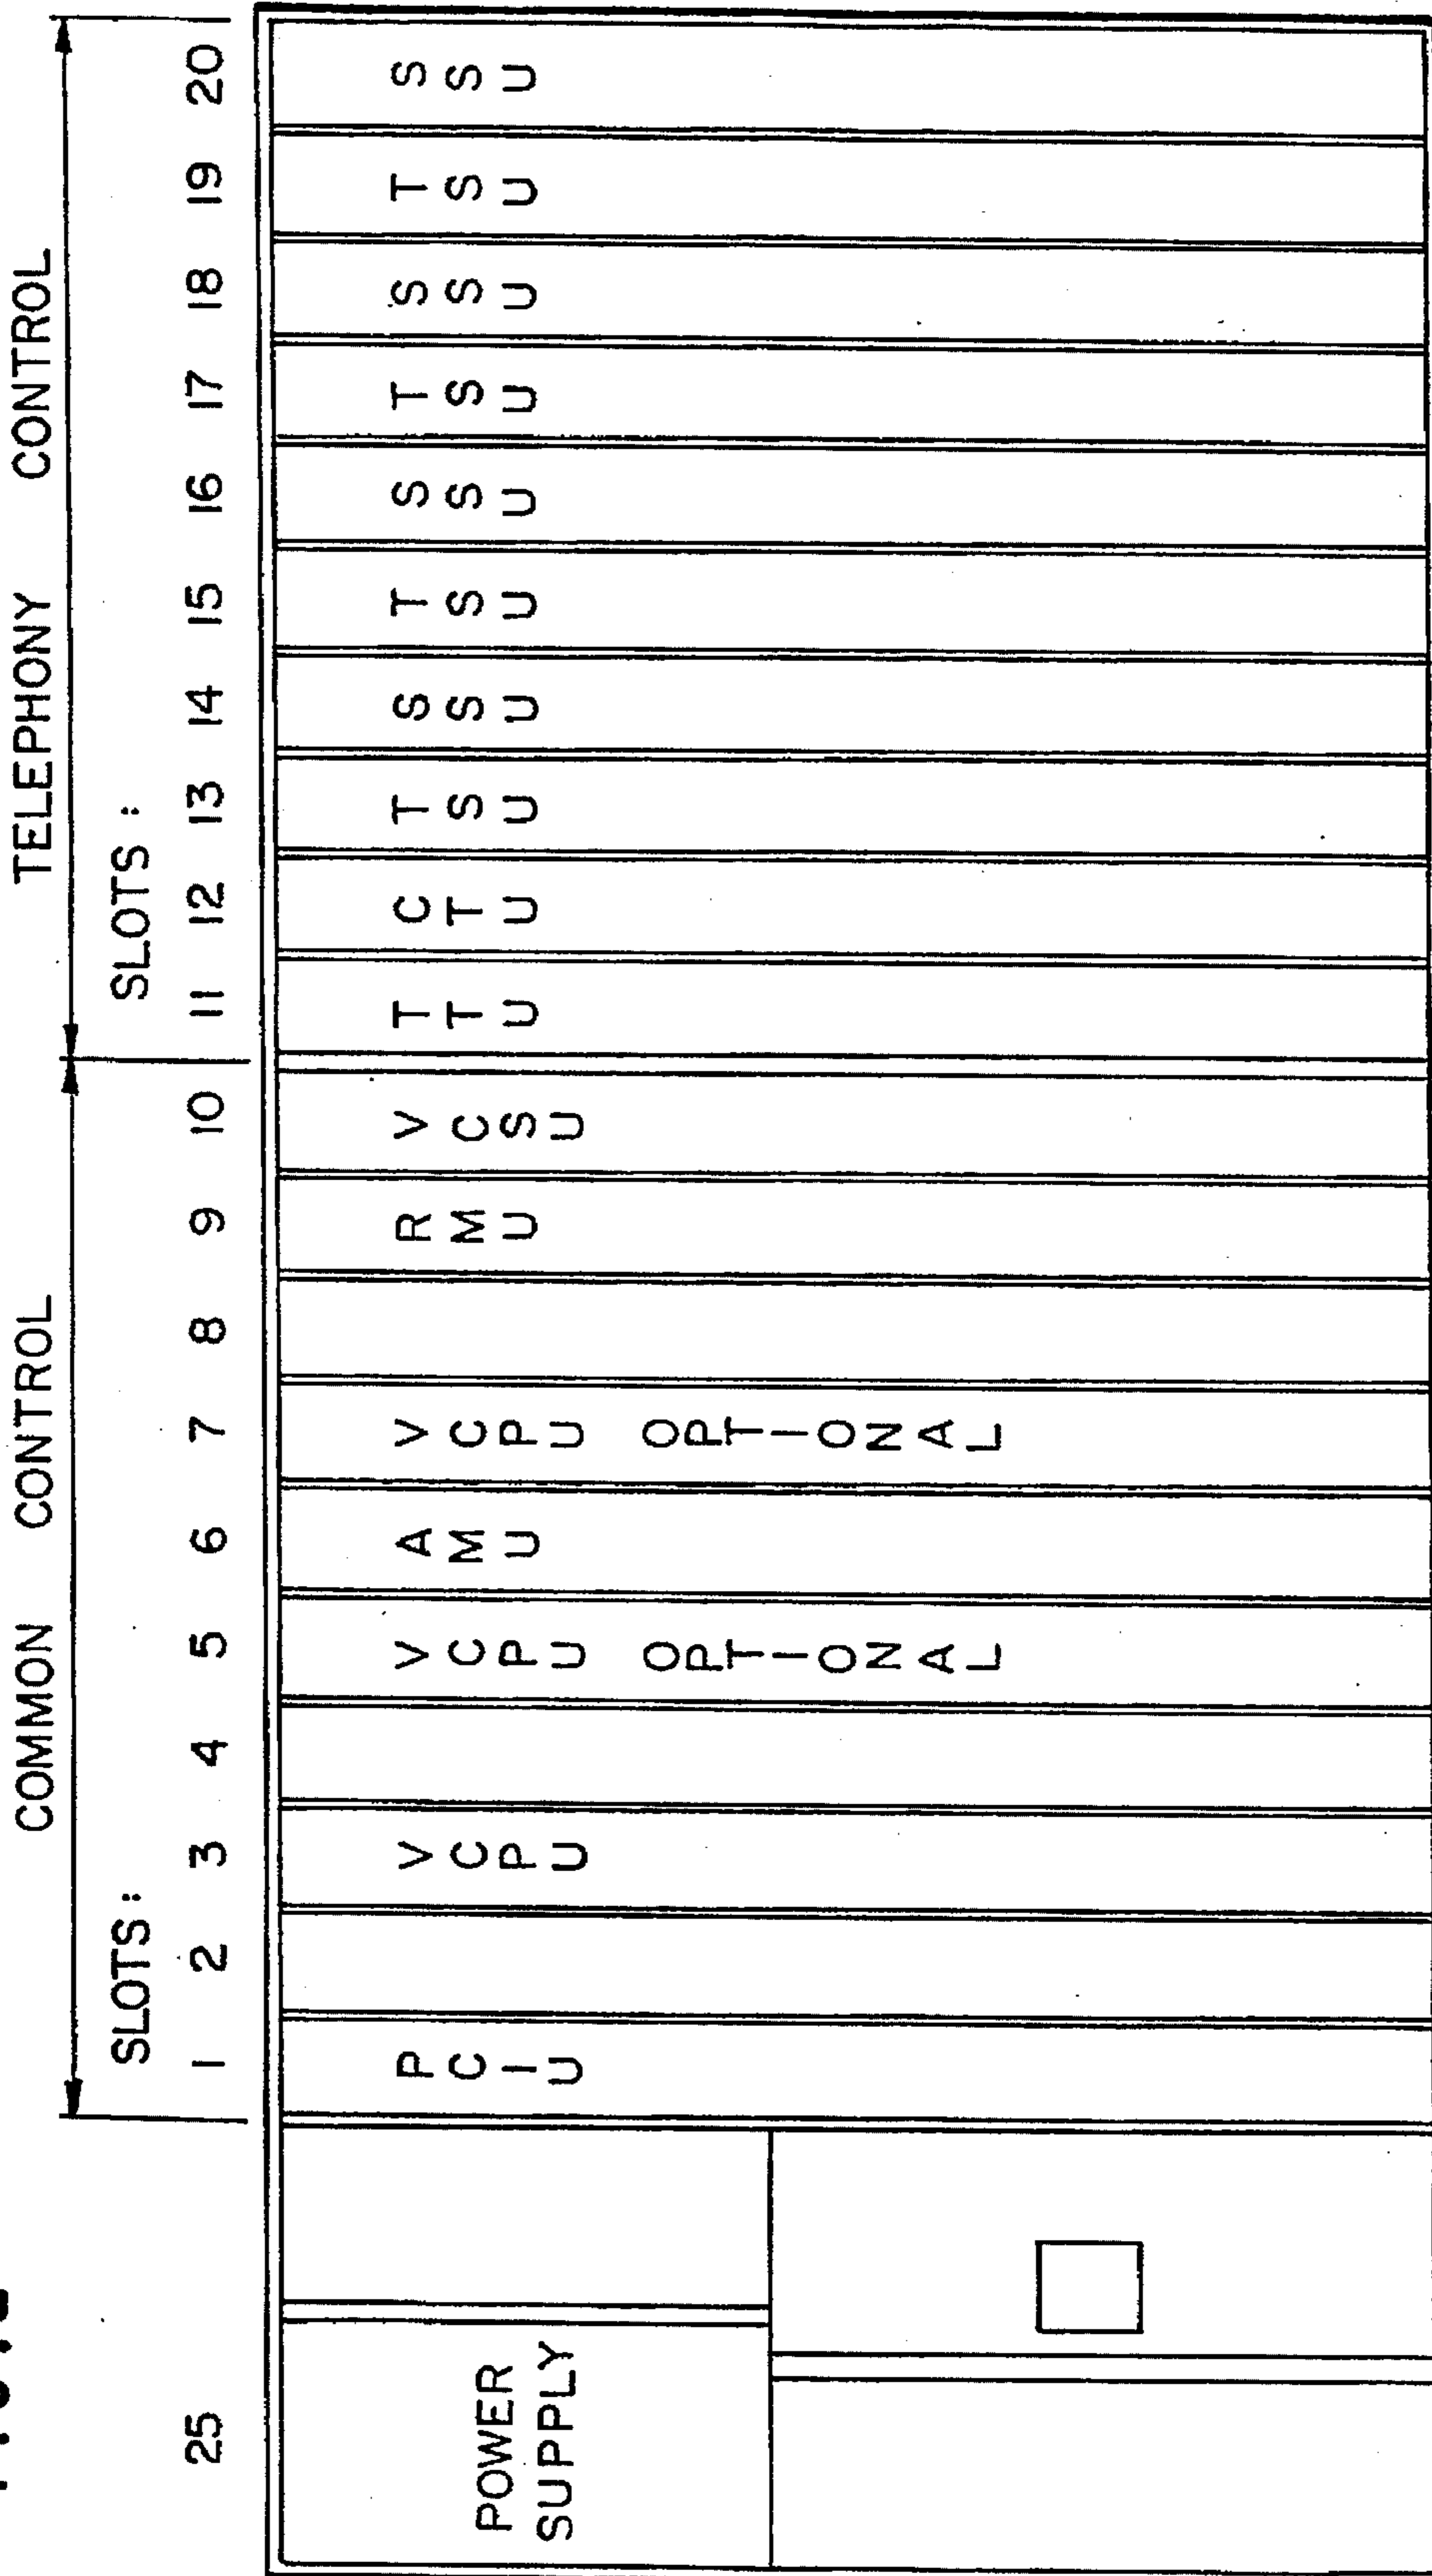 COMMON CONTROL
TELEPHONY CONTROL
SLOTS:
SLOTS:
25 1 2 3 4 5 6 7 8 9 10 11 12 13 14 15 16 17 18 19 20
POWER
SUPPLY
PCIU
VCPU
VCPU OPTIONAL
AMU
VCPU OPTIONAL
RMU
VCSU
TTU
CTU
TSU
SSU
TSU
SSU
TSU
SSU
TSU
SSU